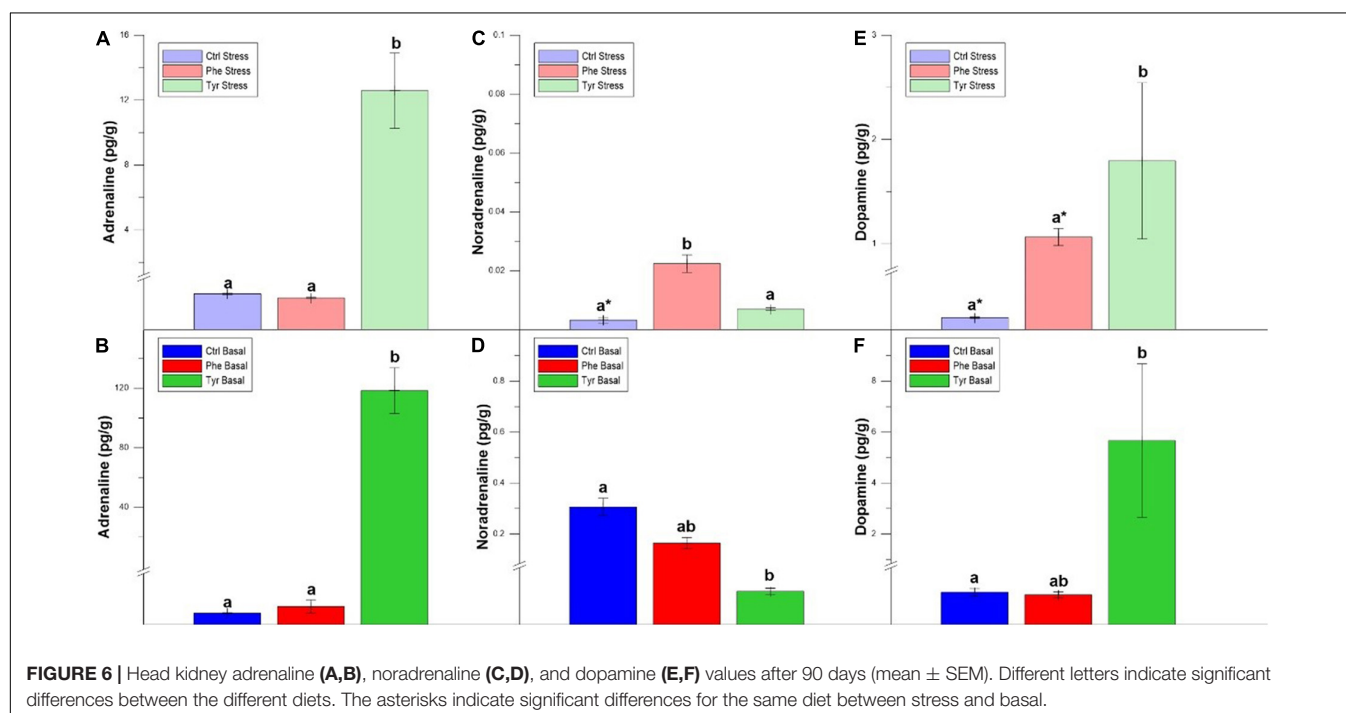 A
16
12
8
4
Adrenaline (pg/g)
Ctrl Stress
Phe Stress
Tyr Stress
a
a
b
C
0.1
0.08
0.06
0.04
0.02
Noradrenaline (pg/g)
Ctrl Stress
Phe Stress
Tyr Stress
a*
b
a
E
3
2
1
Dopamine (pg/g)
Ctrl Stress
Phe Stress
Tyr Stress
a*
a*
b
B
120
80
40
Adrenaline (pg/g)
Ctrl Basal
Phe Basal
Tyr Basal
a
a
b
D
0.8
0.6
0.4
0.2
Noradrenaline (pg/g)
Ctrl Basal
Phe Basal
Tyr Basal
a
ab
b
F
8
6
4
2
Dopamine (pg/g)
Ctrl Basal
Phe Basal
Tyr Basal
a
ab
b
FIGURE 6 | Head kidney adrenaline (A,B), noradrenaline (C,D), and dopamine (E,F) values after 90 days (mean ± SEM). Different letters indicate significant
differences between the different diets. The asterisks indicate significant differences for the same diet between stress and basal.